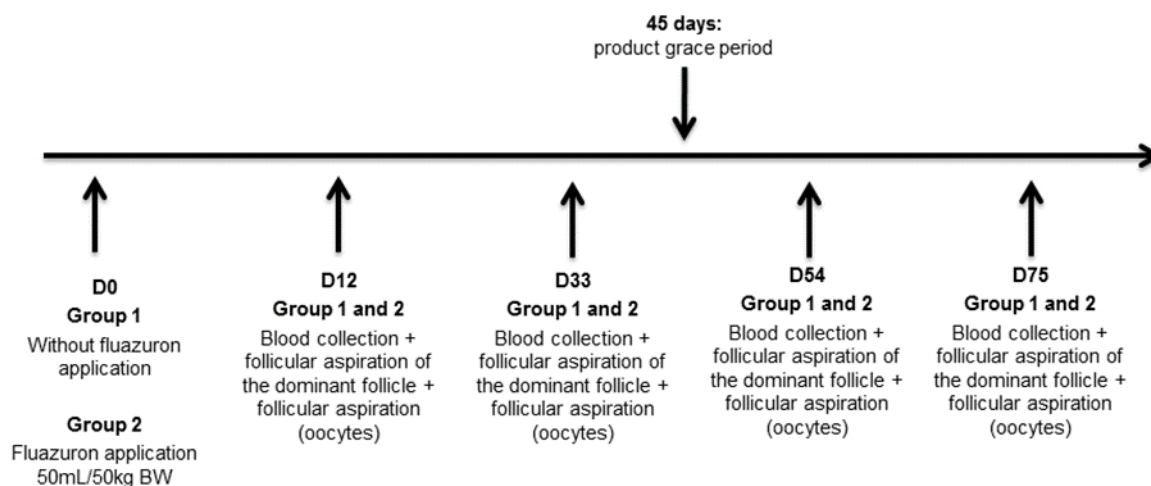 45 days:
product grace period
D0
Group 1
Without fluazuron
application
Group 2
Fluazuron application
50mL/50kg BW
D12
Group 1 and 2
Blood collection +
follicular aspiration of
the dominant follicle +
follicular aspiration
(oocytes)
D33
Group 1 and 2
Blood collection +
follicular aspiration of
the dominant follicle +
follicular aspiration
(oocytes)
D54
Group 1 and 2
Blood collection +
follicular aspiration of
the dominant follicle +
follicular aspiration
(oocytes)
D75
Group 1 and 2
Blood collection +
follicular aspiration of
the dominant follicle +
follicular aspiration
(oocytes)